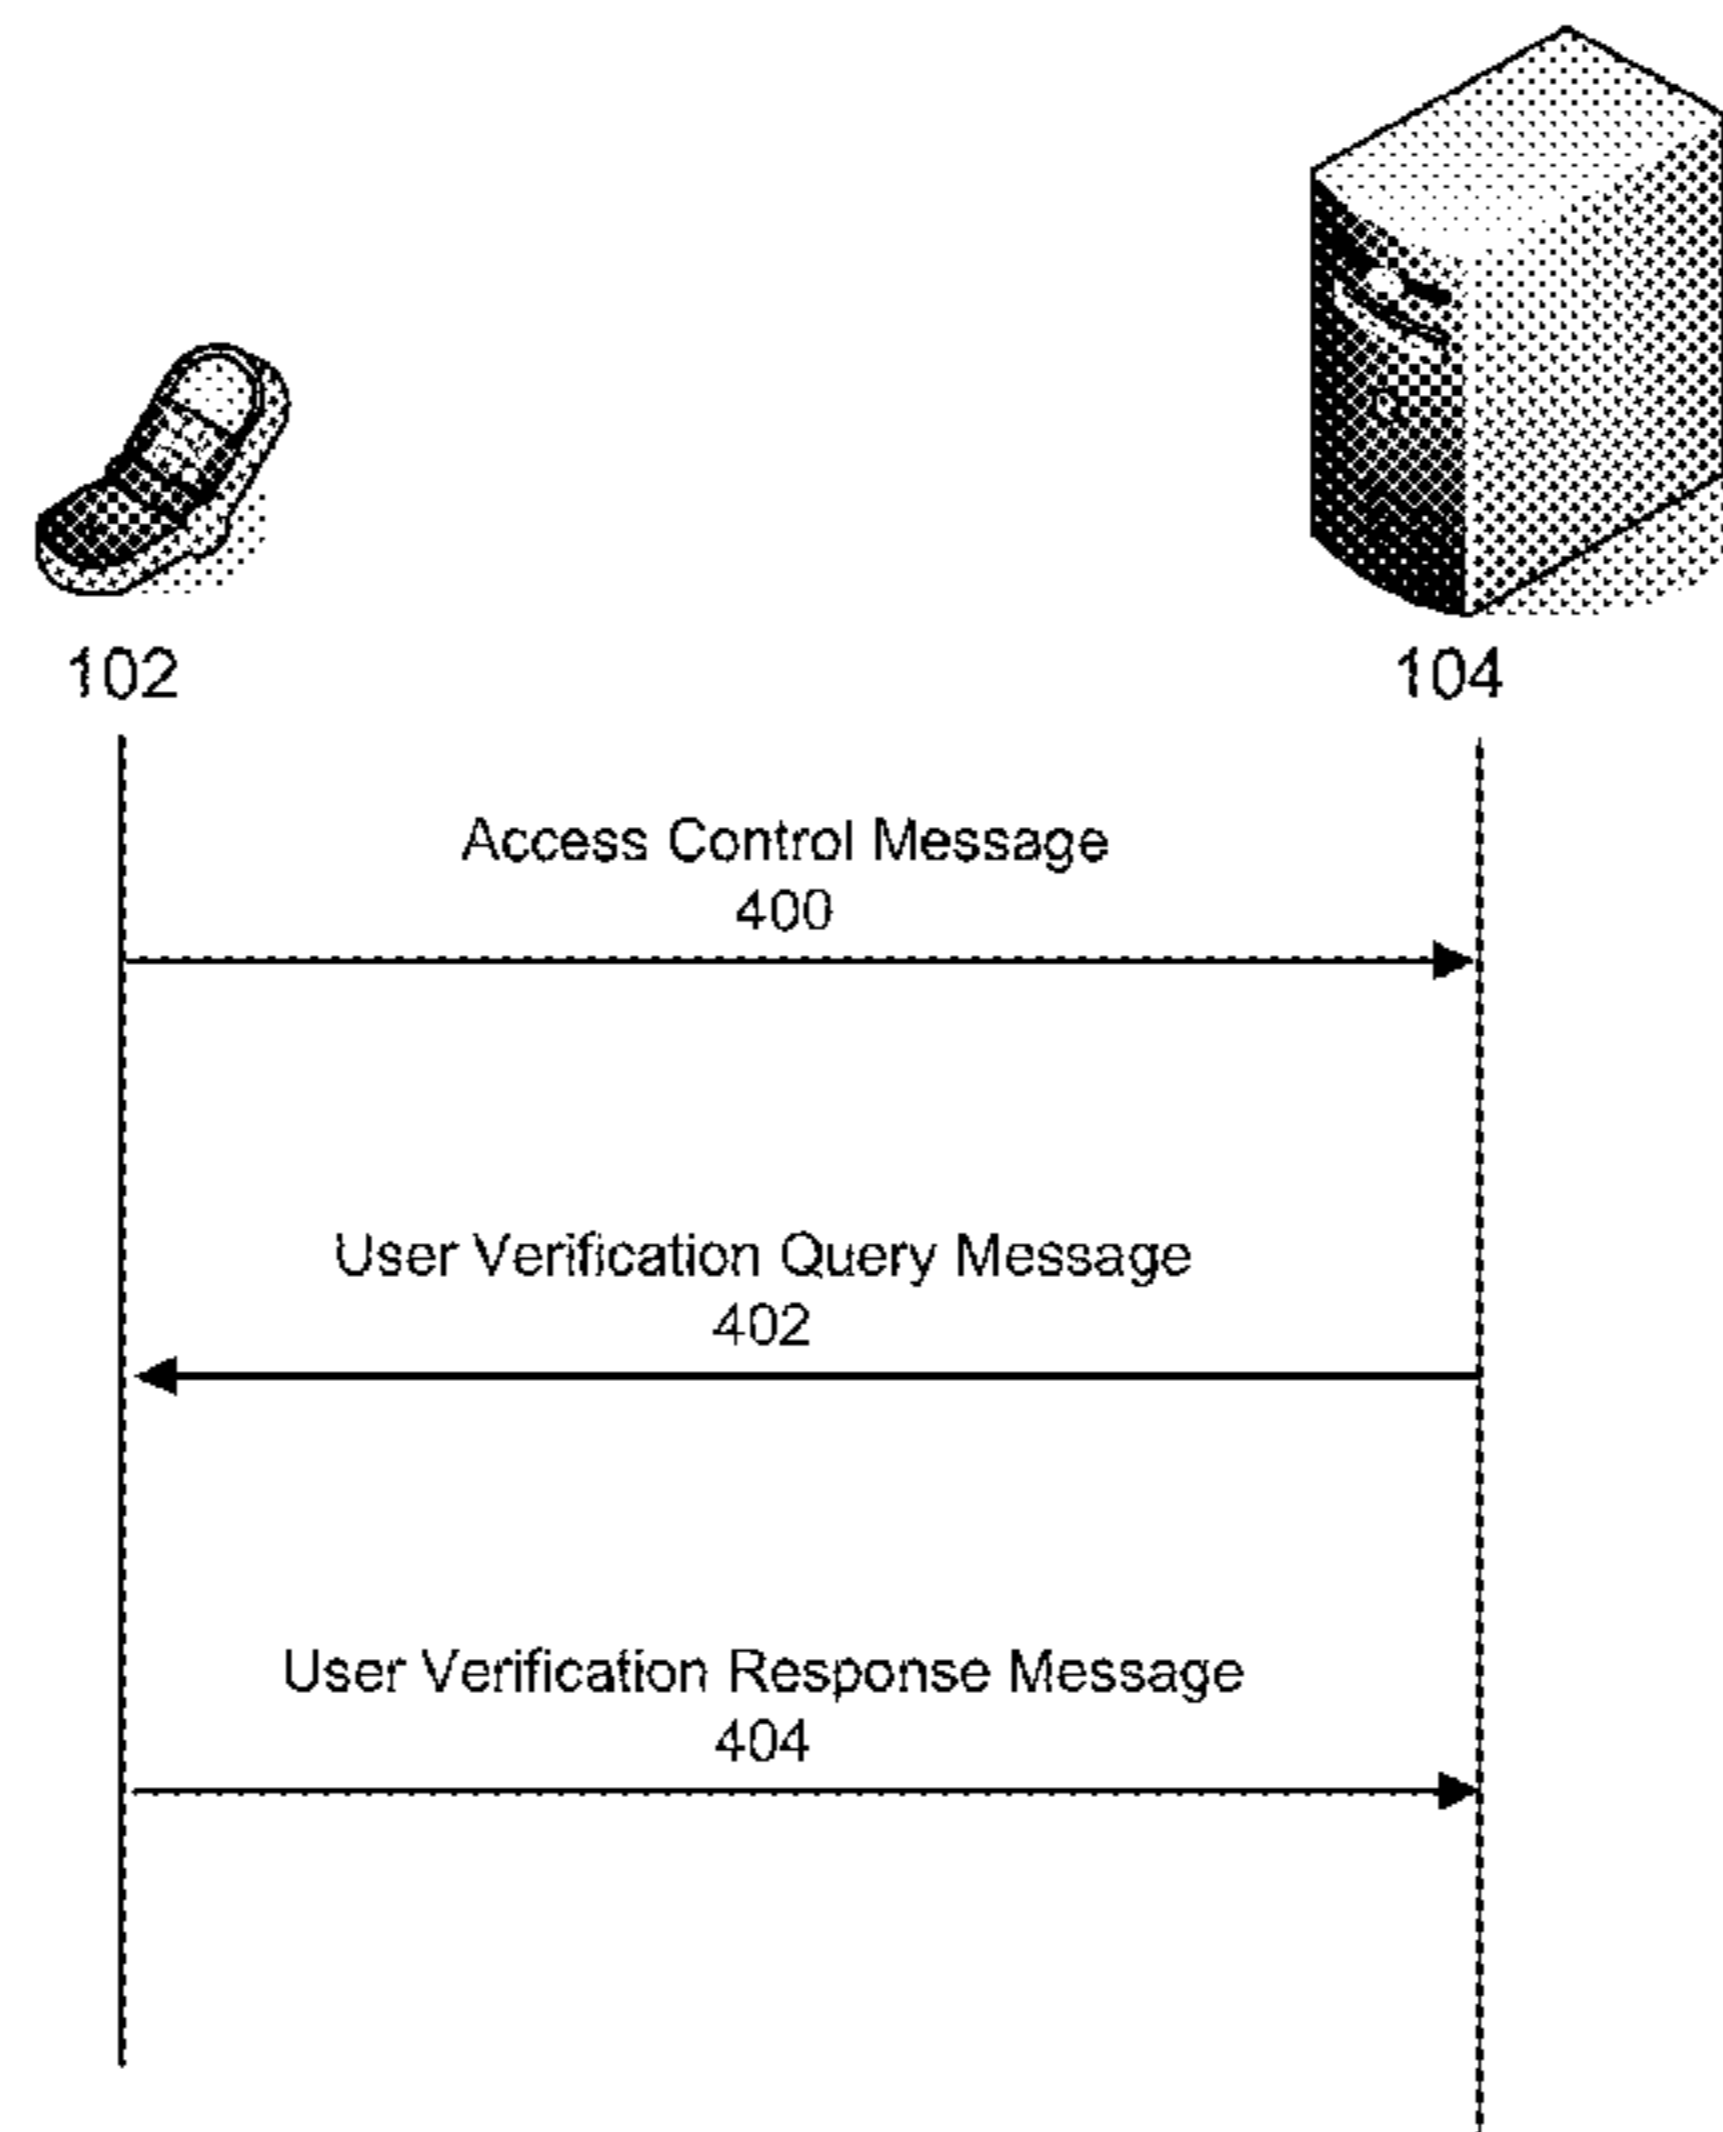 102
104
Access Control Message
400
User Verification Query Message
402
User Verification Response Message
404